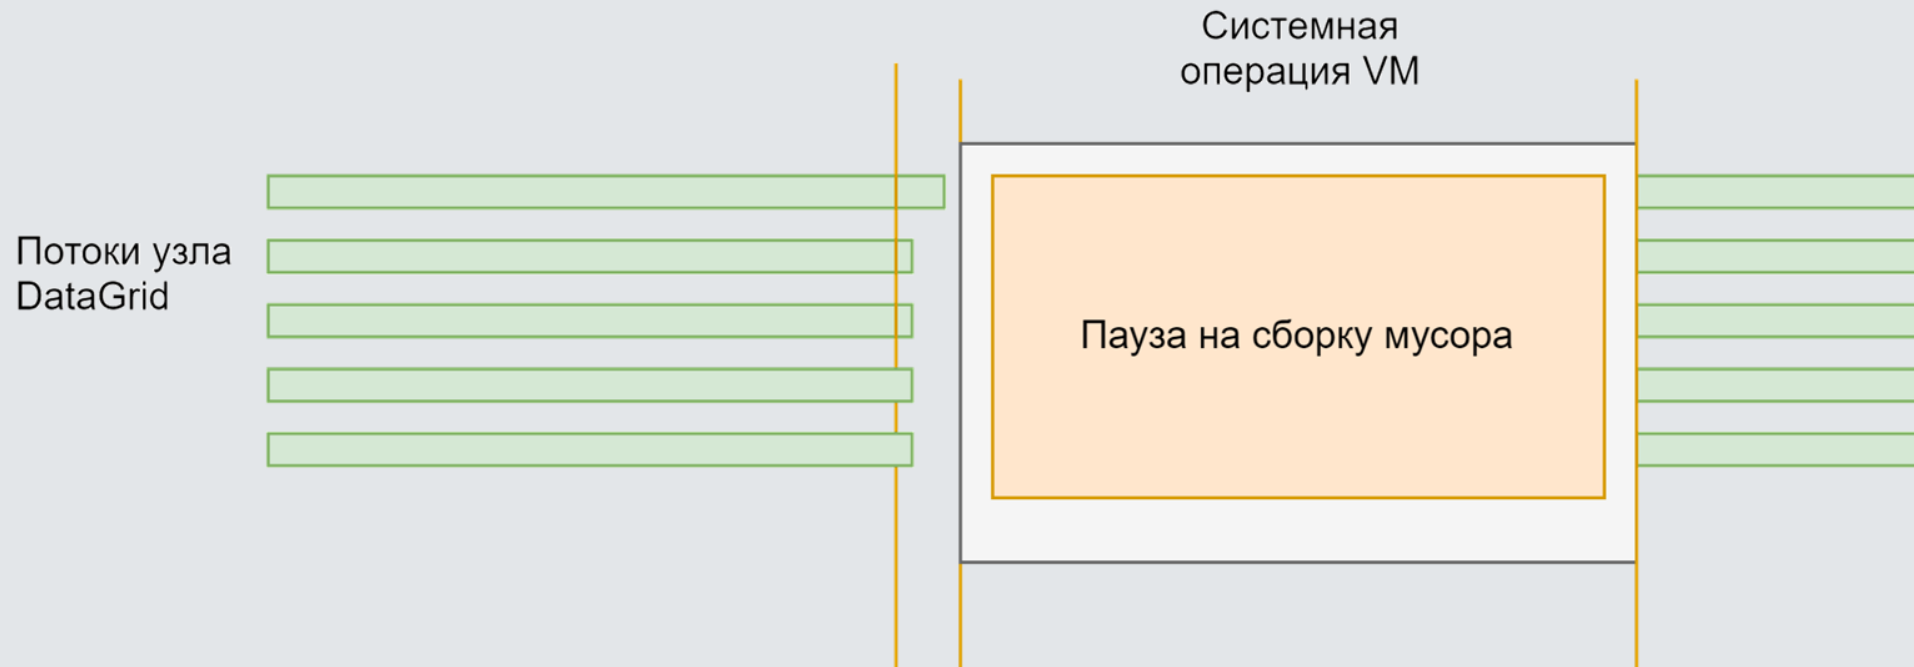 Системная
операция VM
Потоки узла
DataGrid
Пауза на сборку мусора